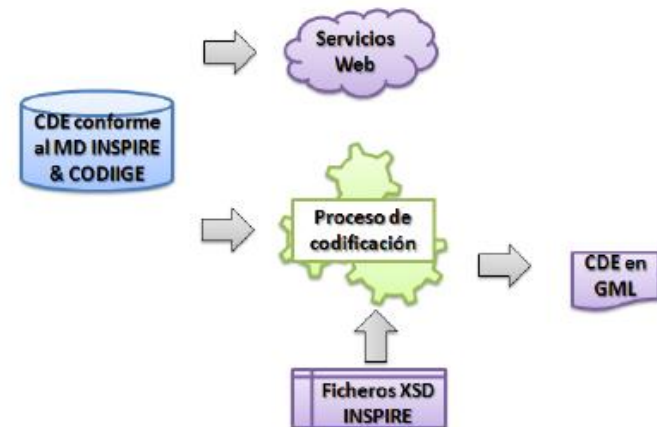 Servicios
Web
CDE conforme
al MD INSPIRE
& CODIIGE
Proceso de
codificación
CDE en
GML
Ficheros XSD
INSPIRE